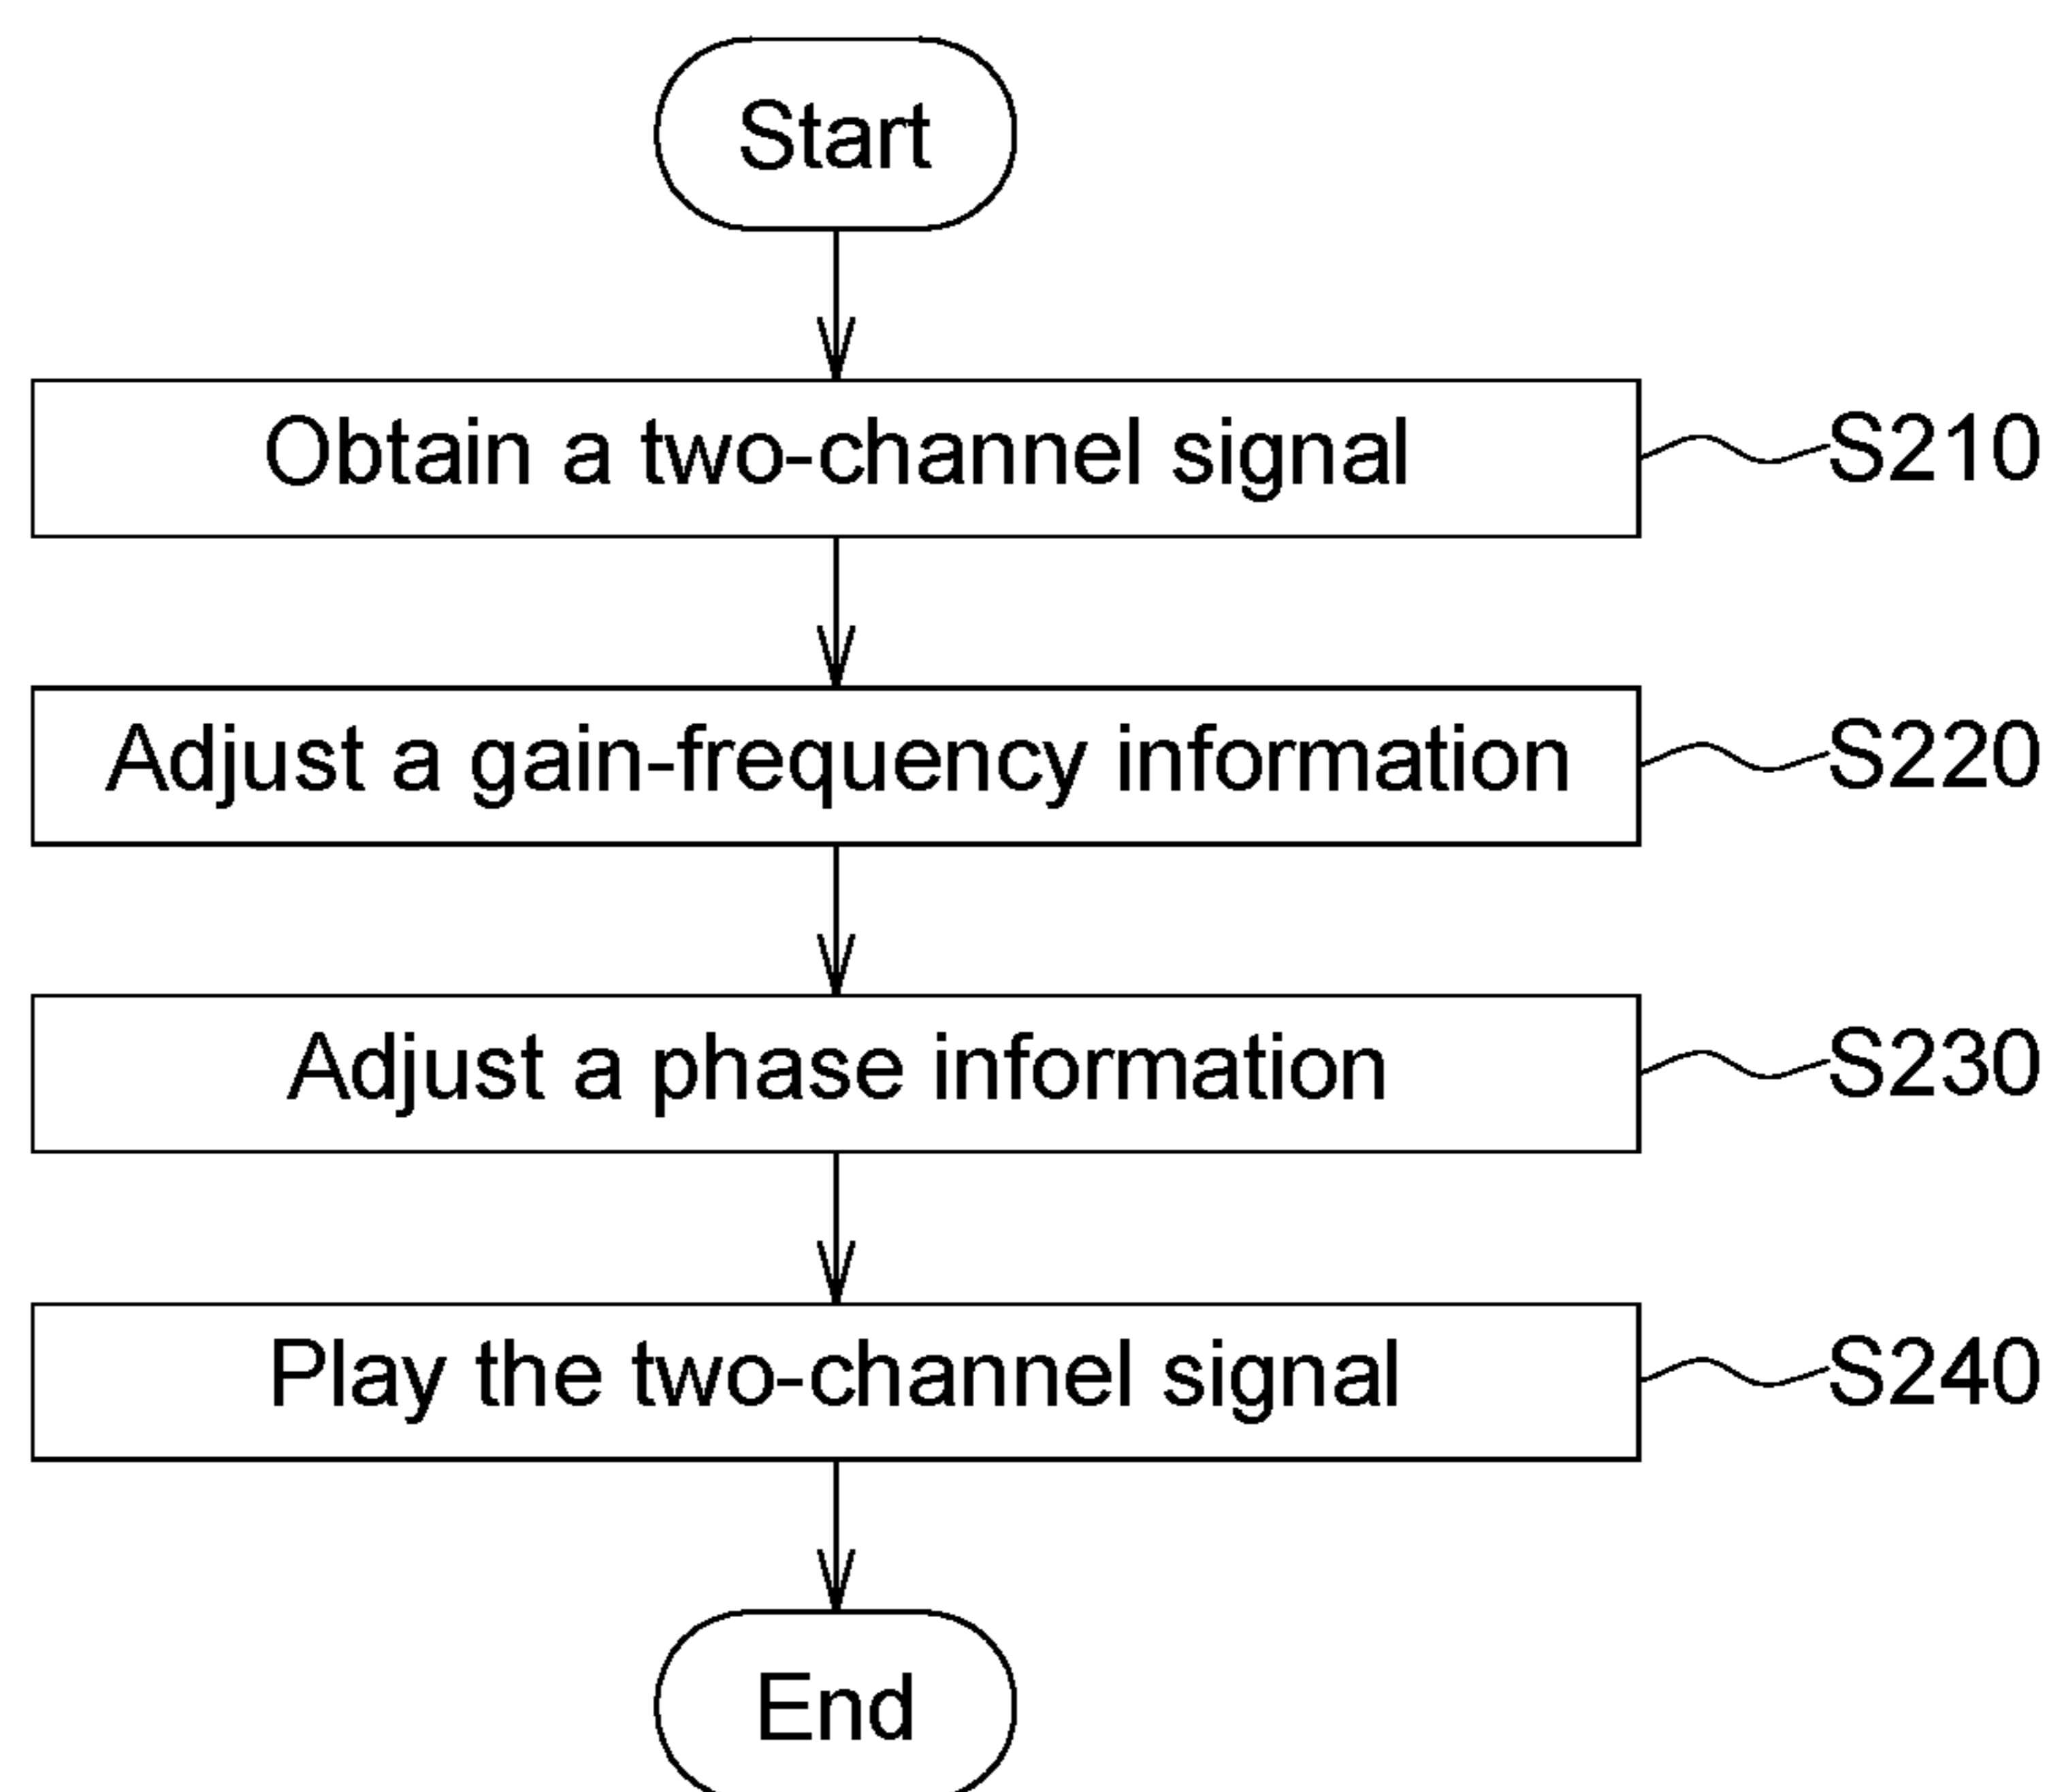 Start
Obtain a two-channel signal
S210
Adjust a gain-frequency information
S220
Adjust a phase information
S230
Play the two-channel signal
S240
End